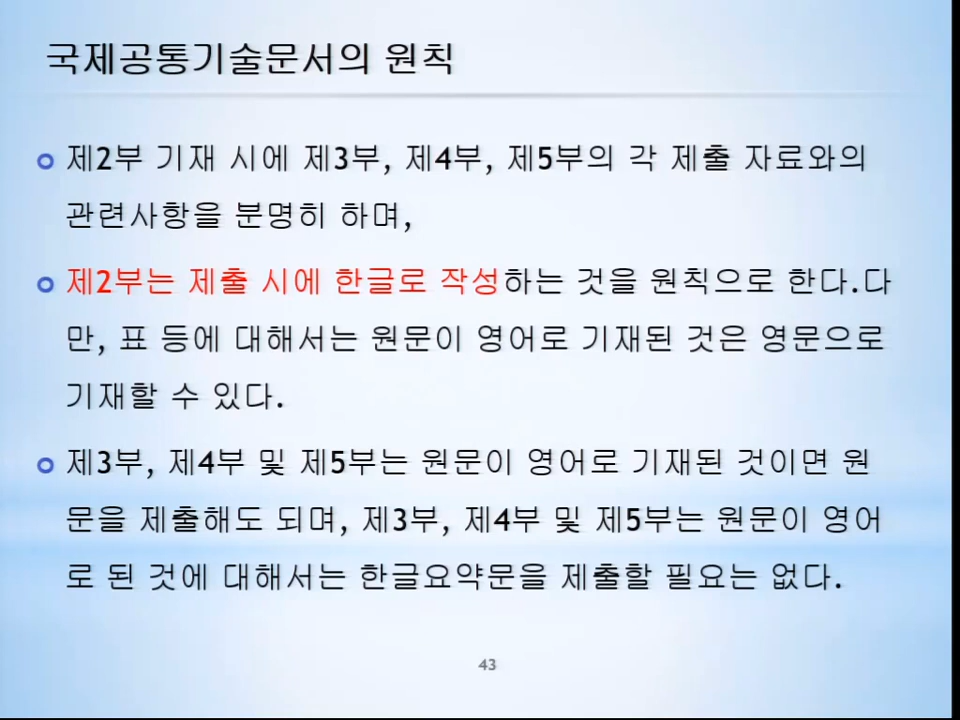 국제공통기술문서의 원칙
제2부 기재 시에 제3부, 제4부, 제5부의 각 제출 자료와의
관련사항을 분명히 하며,
제2부는 제출 시에 한글로 작성하는 것을 원칙으로 한다.다
만, 표 등에 대해서는 원문이 영어로 기재된 것은 영문으로
기재할 수 있다.
제3부, 제4부 및 제5부는 원문이 영어로 기재된 것이면 원
문을 제출해도 되며, 제3부, 제4부 및 제5부는 원문이 영어
로 된 것에 대해서는 한글요약문을 제출할 필요는 없다.
43